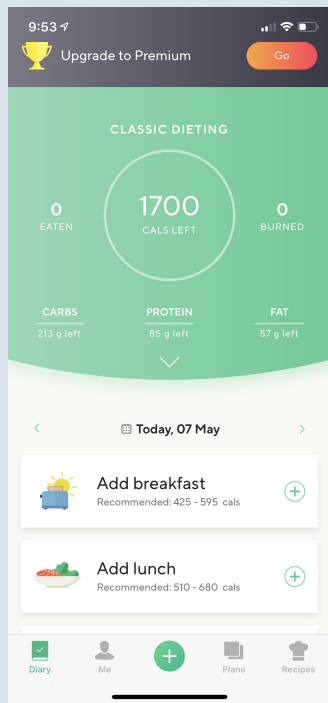 9:53
Upgrade to Premium
Go
CLASSIC DIETING
0
EATEN
1700
CALS LEFT
0
BURNED
CARBS
213 g left
PROTEIN
85 g left
FAT
57 g left
Today, 07 May
Add breakfast
Recommended: 425 - 595 cals
Add lunch
Recommended: 510 - 680 cals
Diary
Me
Plans
Recipes